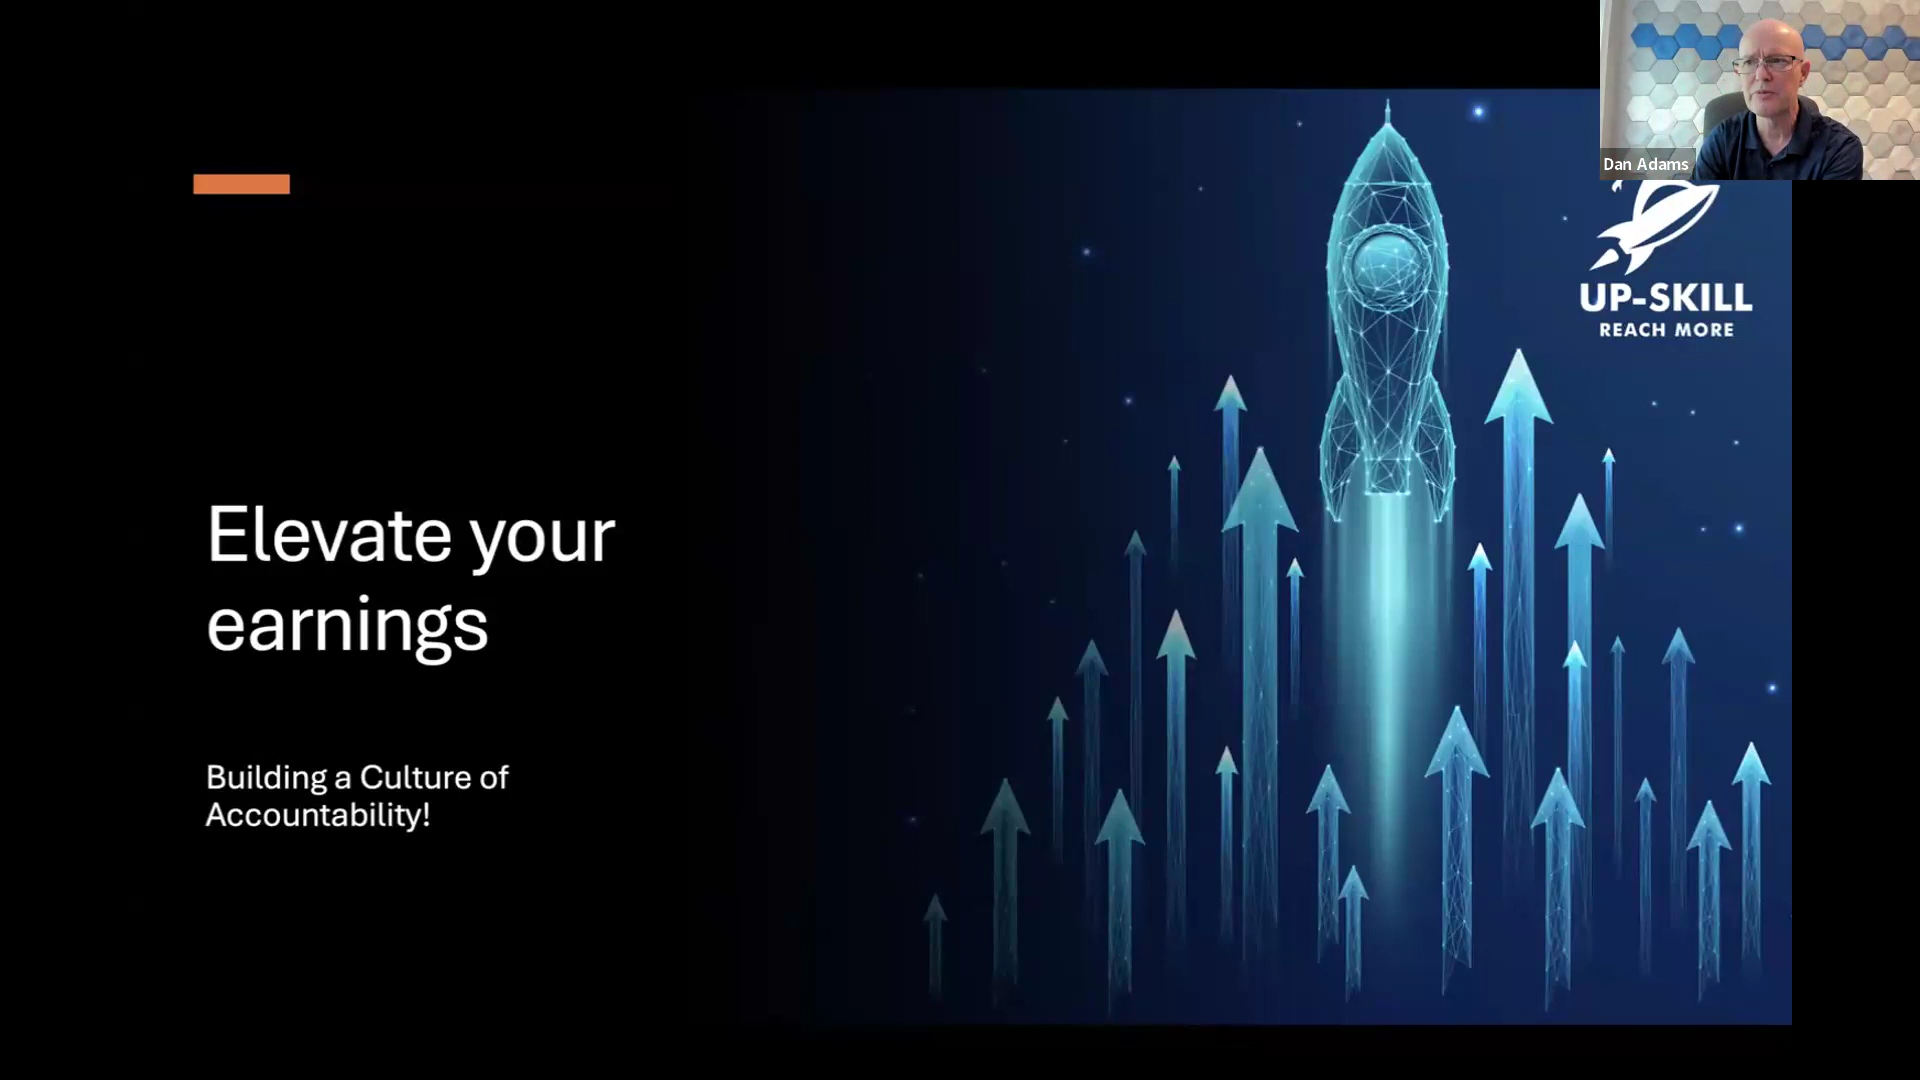 Dan Adams
UP-SKILL
REACH MORE
Elevate your
earnings
Building a Culture of
Accountability!